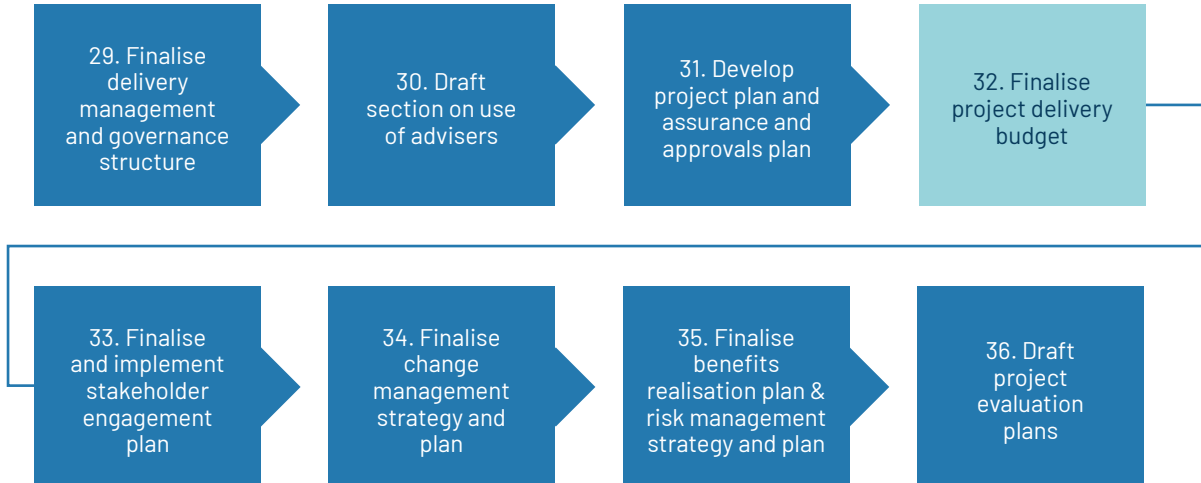 29. Finalise
delivery
management
and governance
structure
30. Draft
section on use
of advisers
31. Develop
project plan and
assurance and
approvals plan
32. Finalise
project delivery
budget
33. Finalise
and implement
stakeholder
engagement
plan
34. Finalise
change
management
strategy and
plan
35. Finalise
benefits
realisation plan &
risk management
strategy and plan
36. Draft
project
evaluation
plans